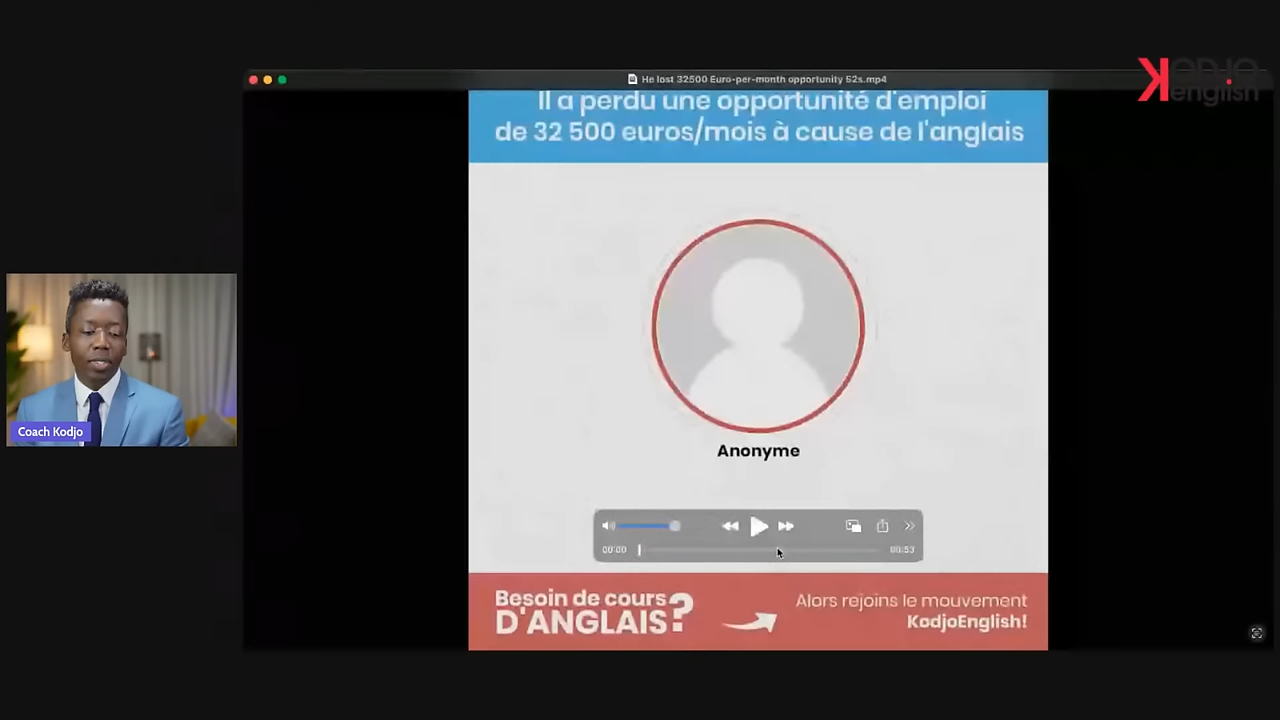 He lost 32500 Euro-per-month opportunity 52s.mp4
KODJO
english
Il a perdu une opportunité d'emploi
de 32 500 euros/mois à cause de l'anglais
Coach Kodjo
Anonyme
00:00
00:53
Besoin de cours
D'ANGLAIS?
Alors rejoins le mouvement
KodjoEnglish!